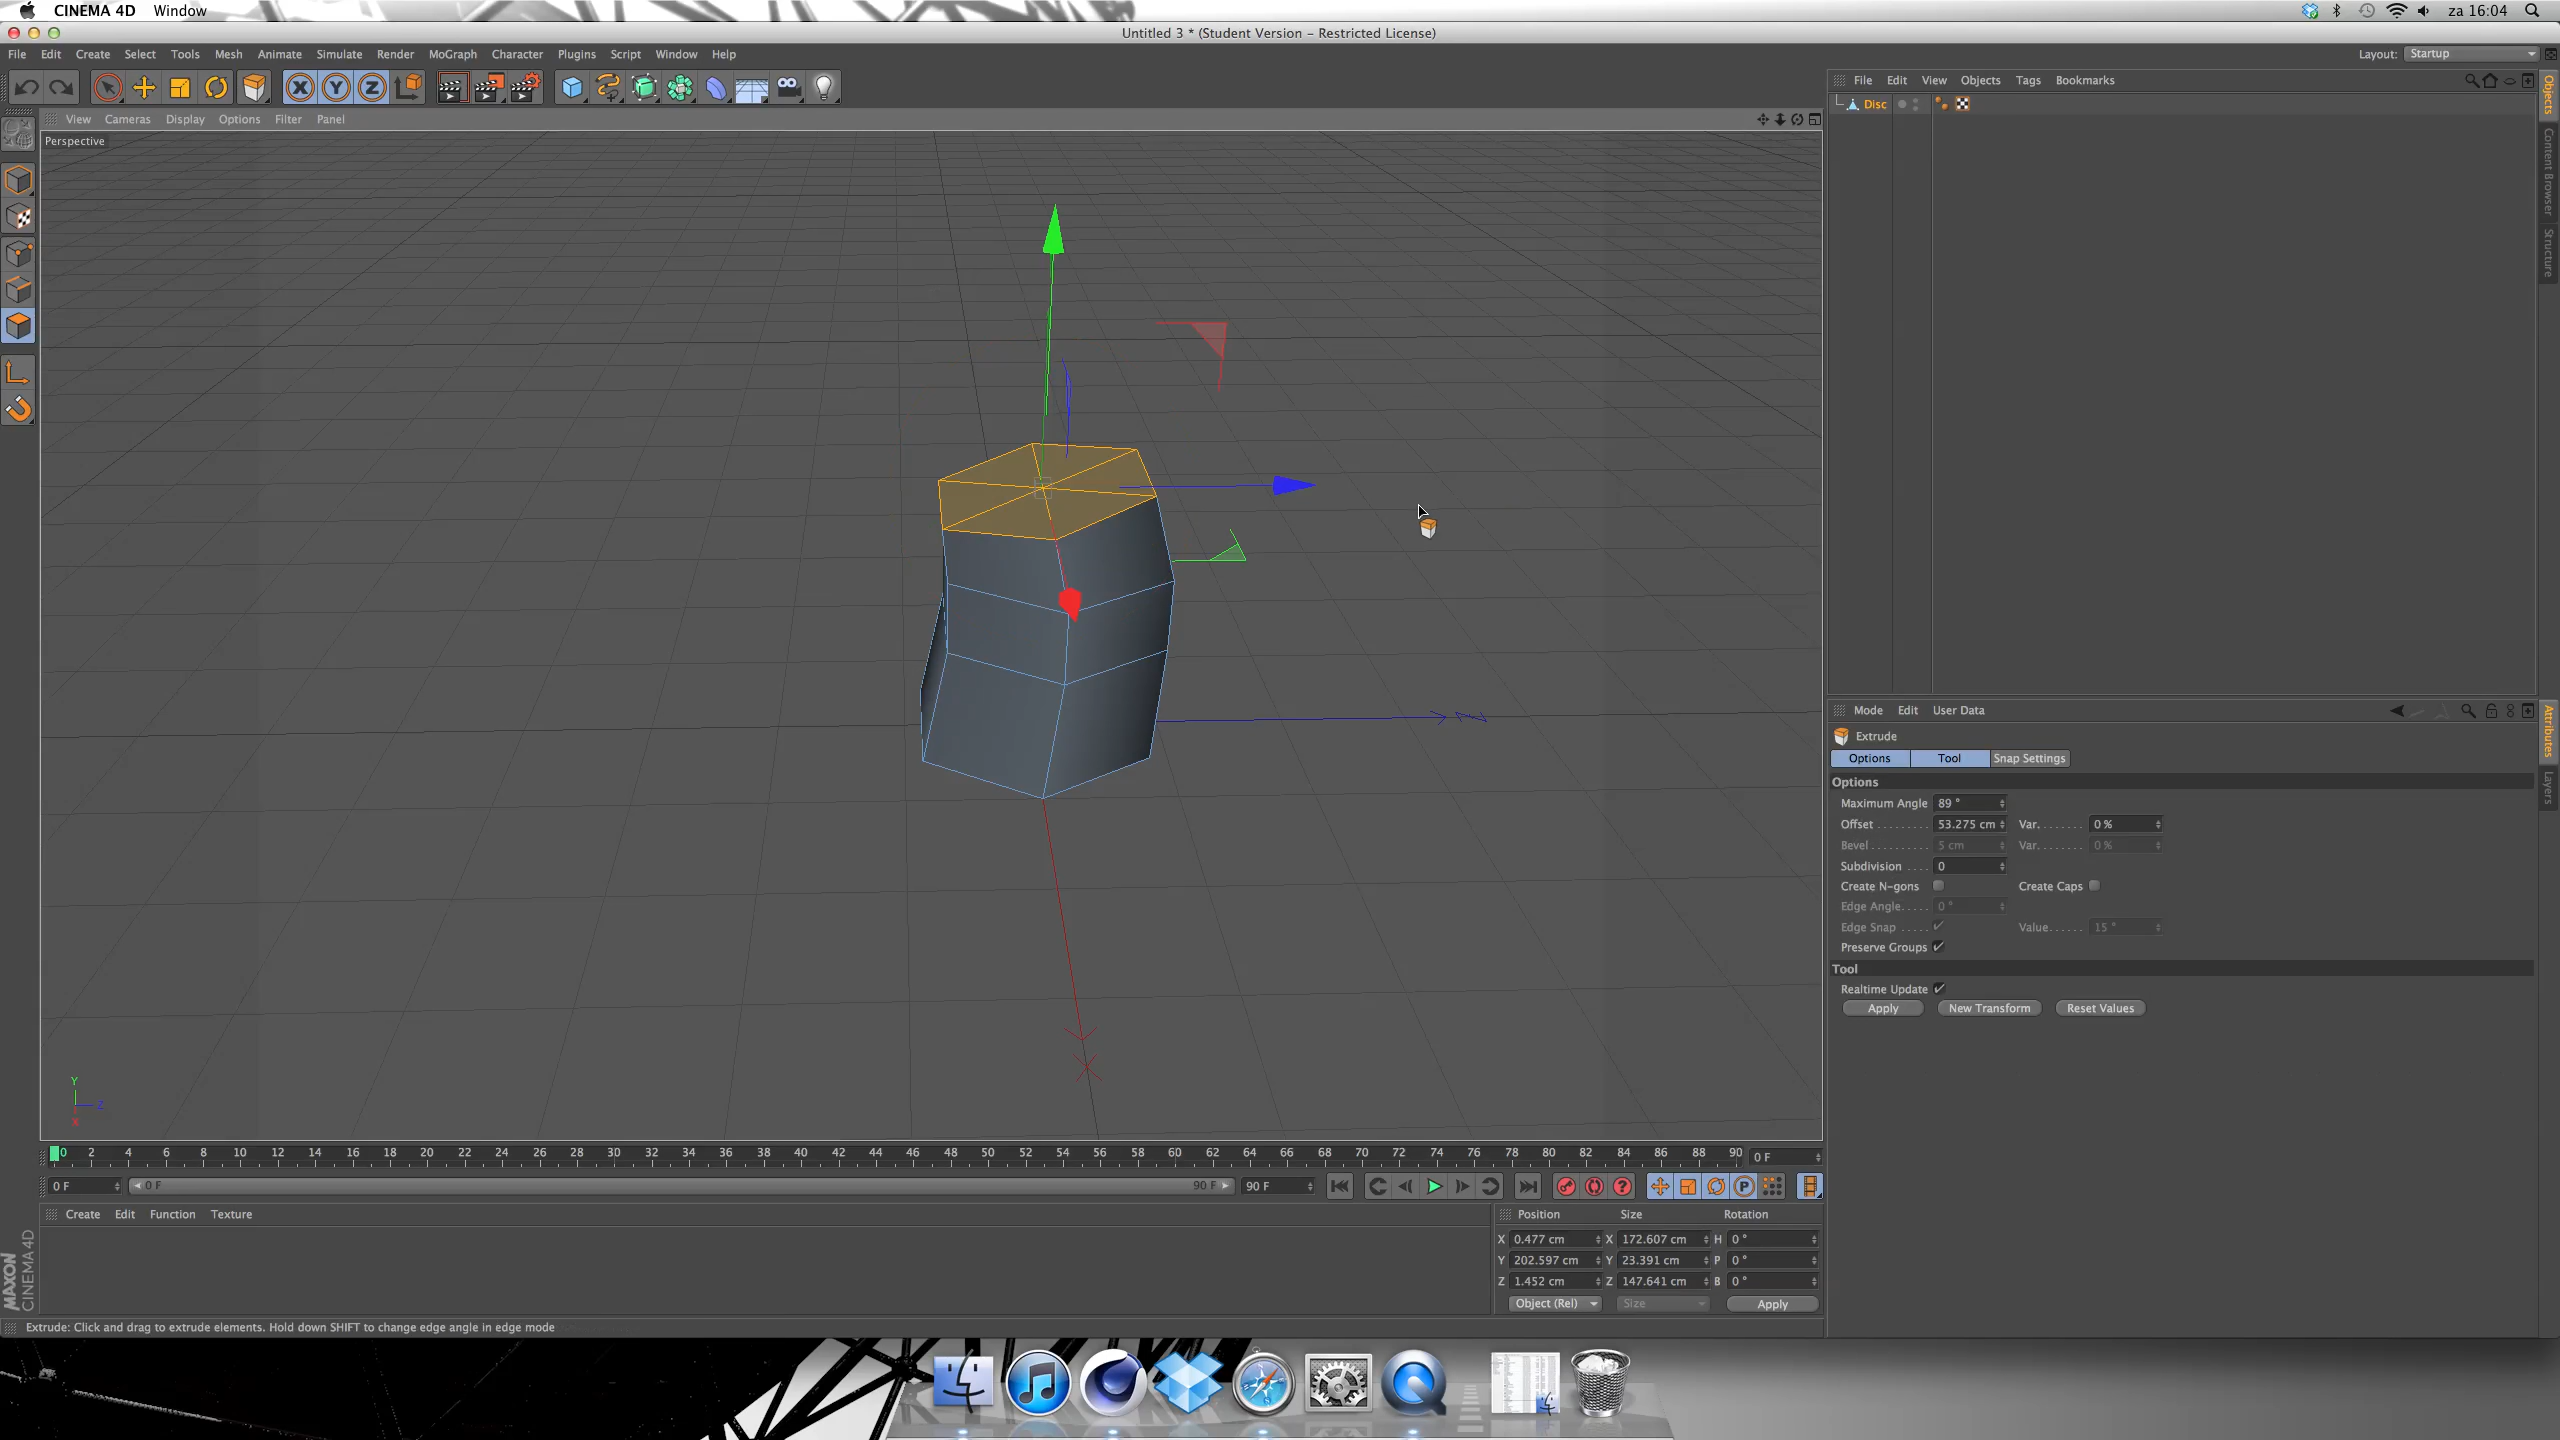 CINEMA 4D Window za 16:04
Untitled 3 * (Student Version – Restricted License)
File Edit Create Select Tools Mesh Animate Simulate Render MoGraph Character Plugins Script Window Help Layout: Startup
X Y Z
File Edit View Objects Tags Bookmarks
Disc
Objects
Content Browser
Structure
View Cameras Display Options Filter Panel
Perspective
Mode Edit User Data
Extrude
Options Tool Snap Settings
Options
Maximum Angle 89 °
Offset 53.275 cm Var. 0 %
Bevel 5 cm Var. 0 %
Subdivision 0
Create N-gons Create Caps
Edge Angle 0 °
Edge Snap Value 15 °
Preserve Groups
Tool
Realtime Update
Apply New Transform Reset Values
Attributes
Layers
Y
Z
X
0 2 4 6 8 10 12 14 16 18 20 22 24 26 28 30 32 34 36 38 40 42 44 46 48 50 52 54 56 58 60 62 64 66 68 70 72 74 76 78 80 82 84 86 88 90 0 F
0 F 0 F 90 F 90 F
P
Create Edit Function Texture
Position Size Rotation
X 0.477 cm X 172.607 cm H 0 °
Y 202.597 cm Y 23.391 cm P 0 °
Z 1.452 cm Z 147.641 cm B 0 °
Object (Rel) Size Apply
MAXON
CINEMA 4D
Extrude: Click and drag to extrude elements. Hold down SHIFT to change edge angle in edge mode